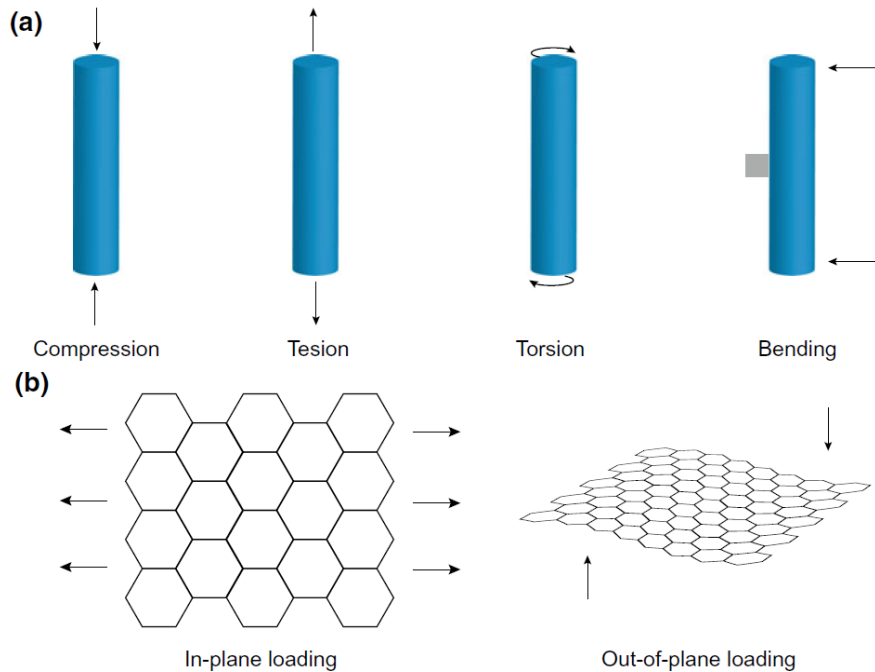 (a)
Compression
Tesion
Torsion
Bending
(b)
In-plane loading
Out-of-plane loading